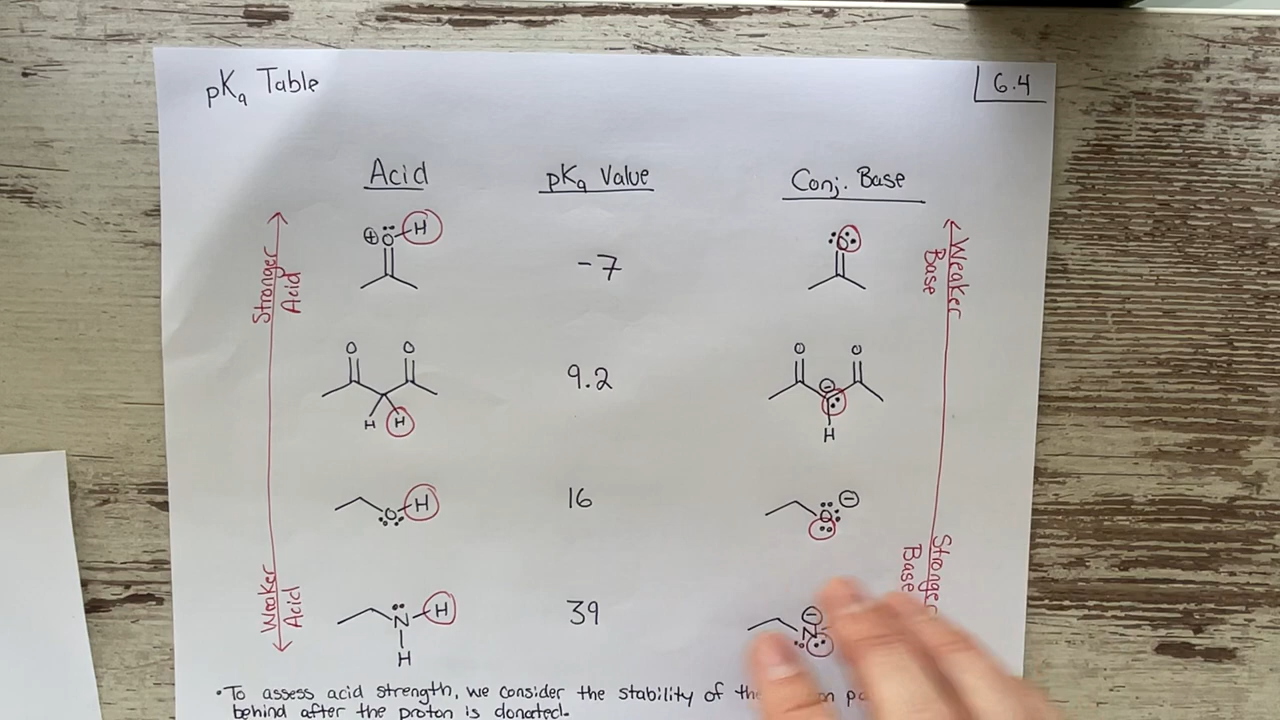 pKa Table
6.4
Acid pKa Value Conj. Base
Stronger Acid
Weaker Base
⊕ O H
-7
O
O O
H H
9.2
O O
⊖
H
O H
16
O ⊖
Weaker Acid
Stronger Base
N H
H
39
⊖
N
•To assess acid strength, we consider the stability of the
behind after the proton is donated.